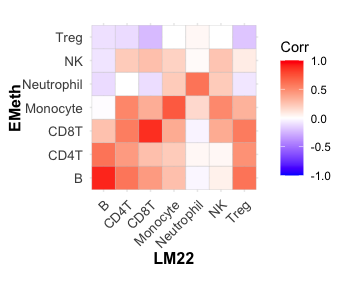 Treg
NK
Neutrophil
Monocyte
CD8T
CD4T
B
EMeth
B
CD4T
CD8T
Monocyte
Neutrophil
NK
Treg
LM22
Corr
1.0
0.5
0.0
-0.5
-1.0